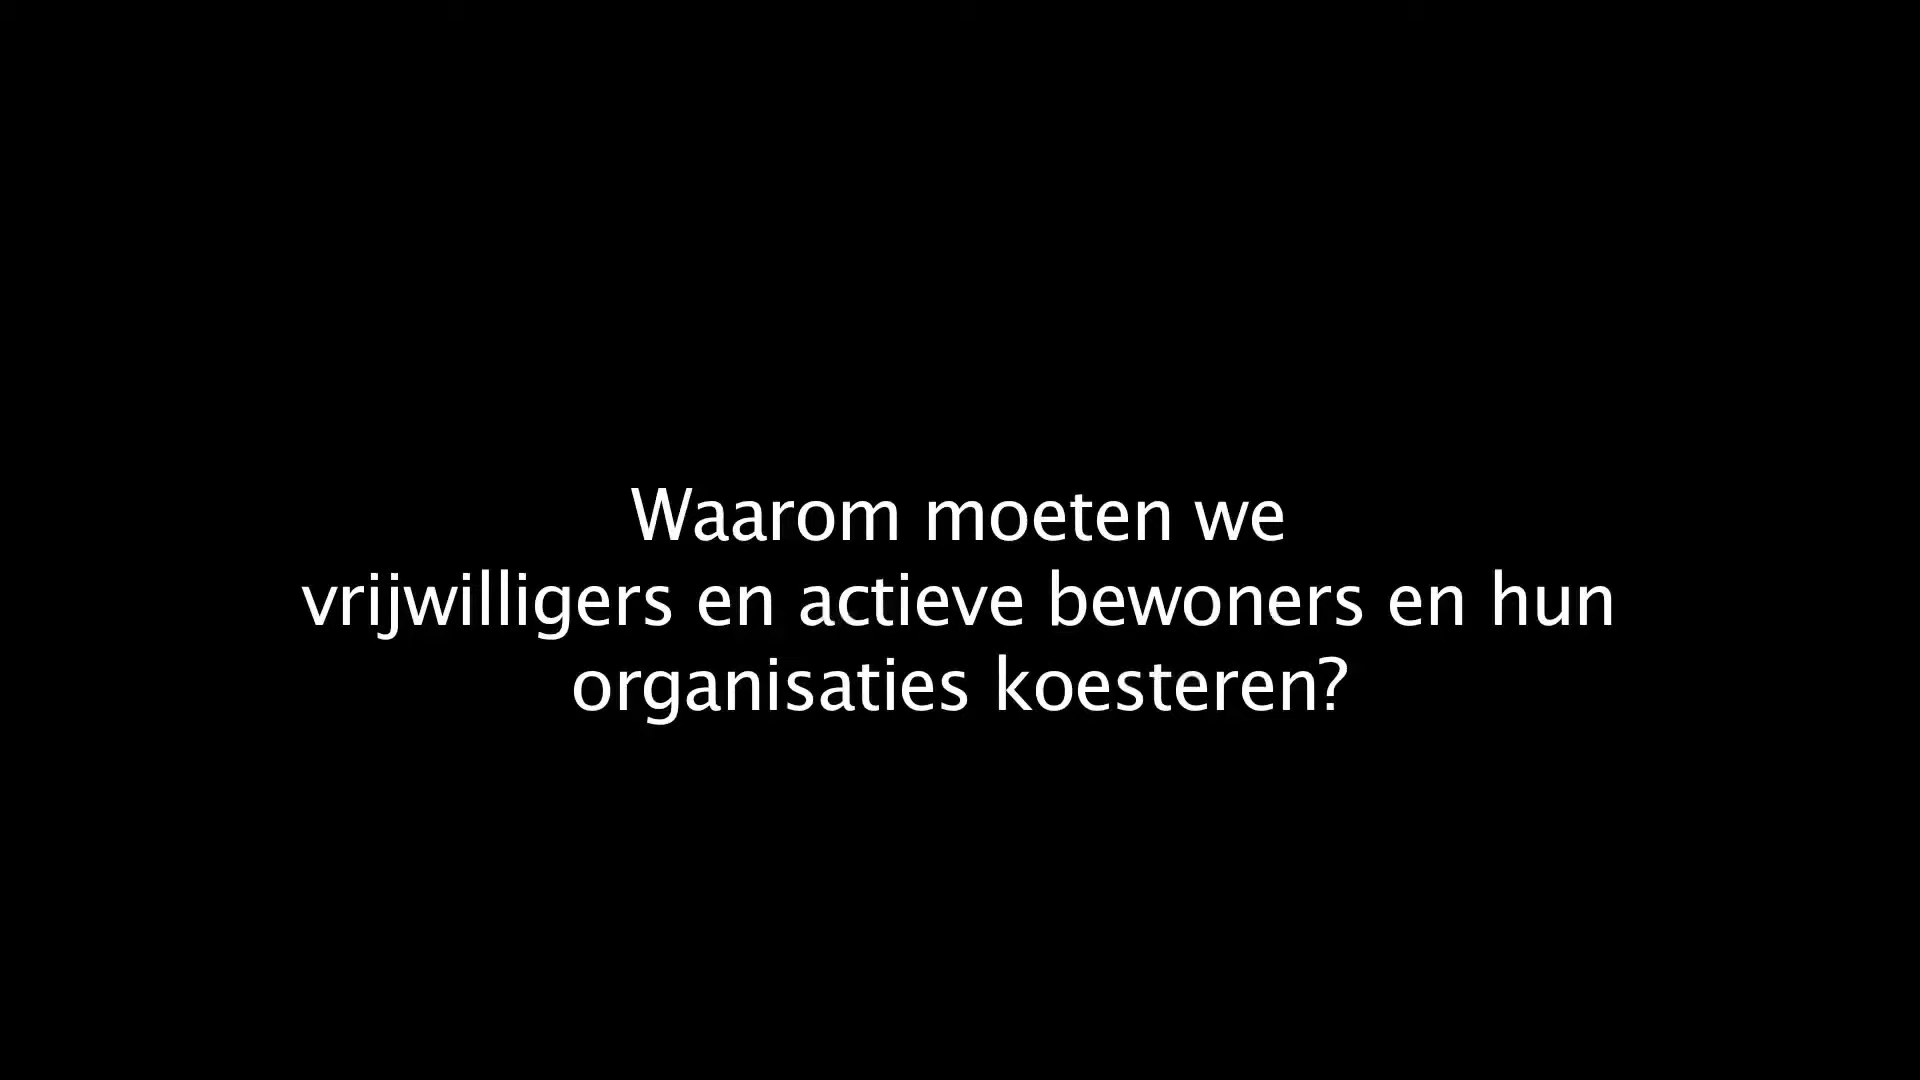 Waarom moeten we
vrijwilligers en actieve bewoners en hun
organisaties koesteren?